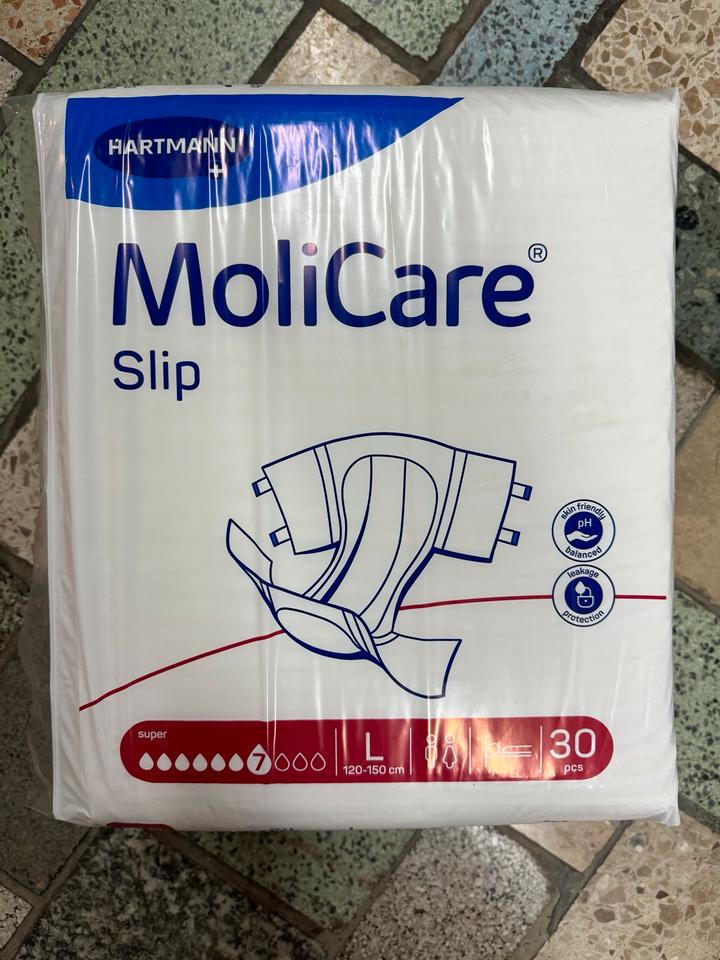 HARTMANN
MoliCare®
Slip
skin friendly
pH
balanced
leakage
protection
super
7
L
120-150 cm
30
pcs